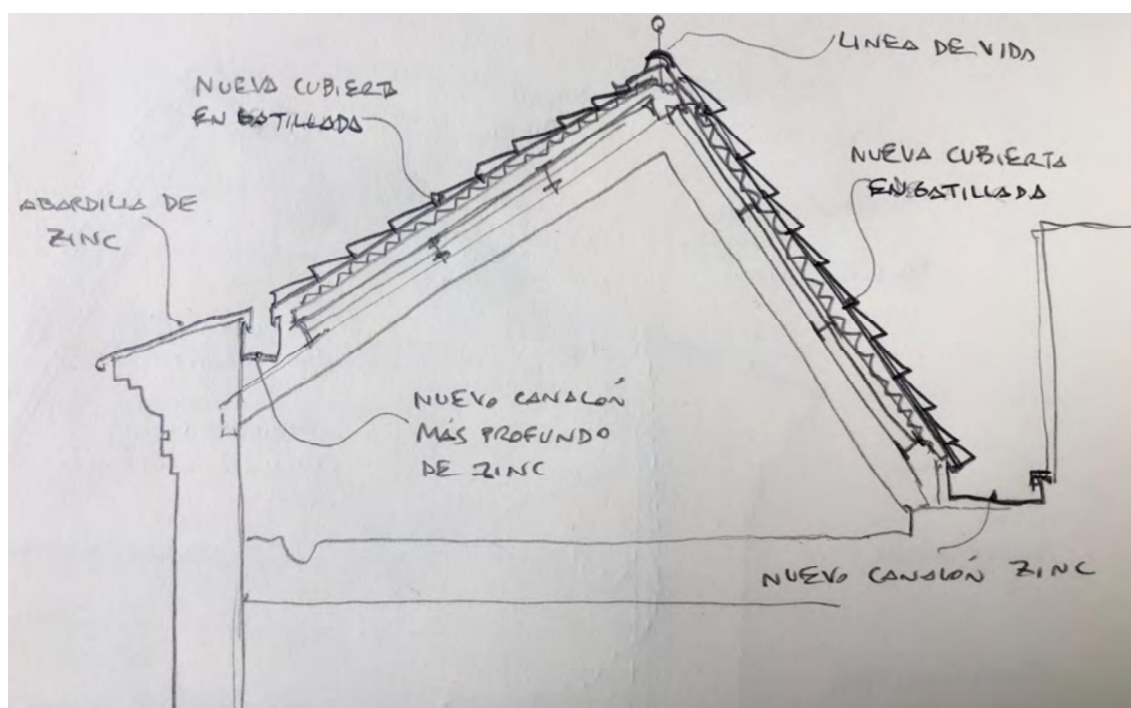 LINEA DE VIDA
NUEVA CUBIERTA
ENGATILLADA
NUEVA CUBIERTA
ENGATILLADA
ABARDILLA DE
ZINC
NUEVO CANALÓN
MÁS PROFUNDO
DE ZINC
NUEVO CANALÓN ZINC